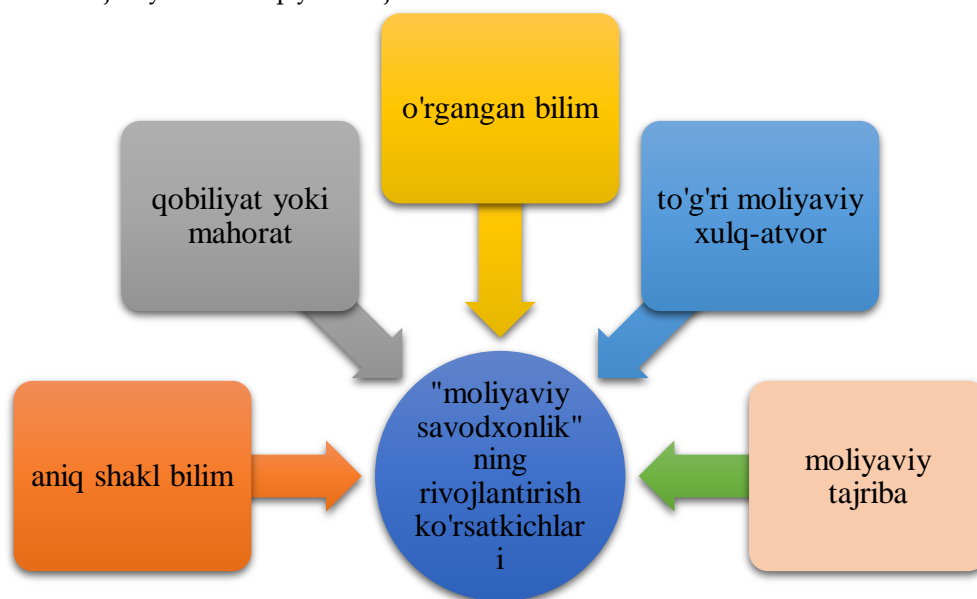 o'rgangan bilim
qobiliyat yoki
mahorat
to'g'ri moliyaviy
xulq-atvor
aniq shakl bilim
"moliyaviy
savodxonlik"
ning
rivojlantirish
ko'rsatkichlar
i
moliyaviy
tajriba